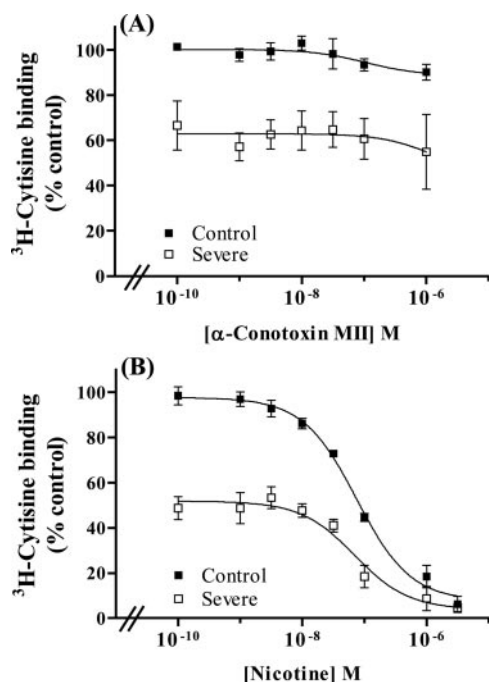 (A)
³H-Cytisine binding
(% control)
100
80
60
40
20
0
Control
Severe
10⁻¹⁰ 10⁻⁸ 10⁻⁶
[α-Conotoxin MII] M
(B)
³H-Cytisine binding
(% control)
100
80
60
40
20
0
Control
Severe
10⁻¹⁰ 10⁻⁸ 10⁻⁶
[Nicotine] M